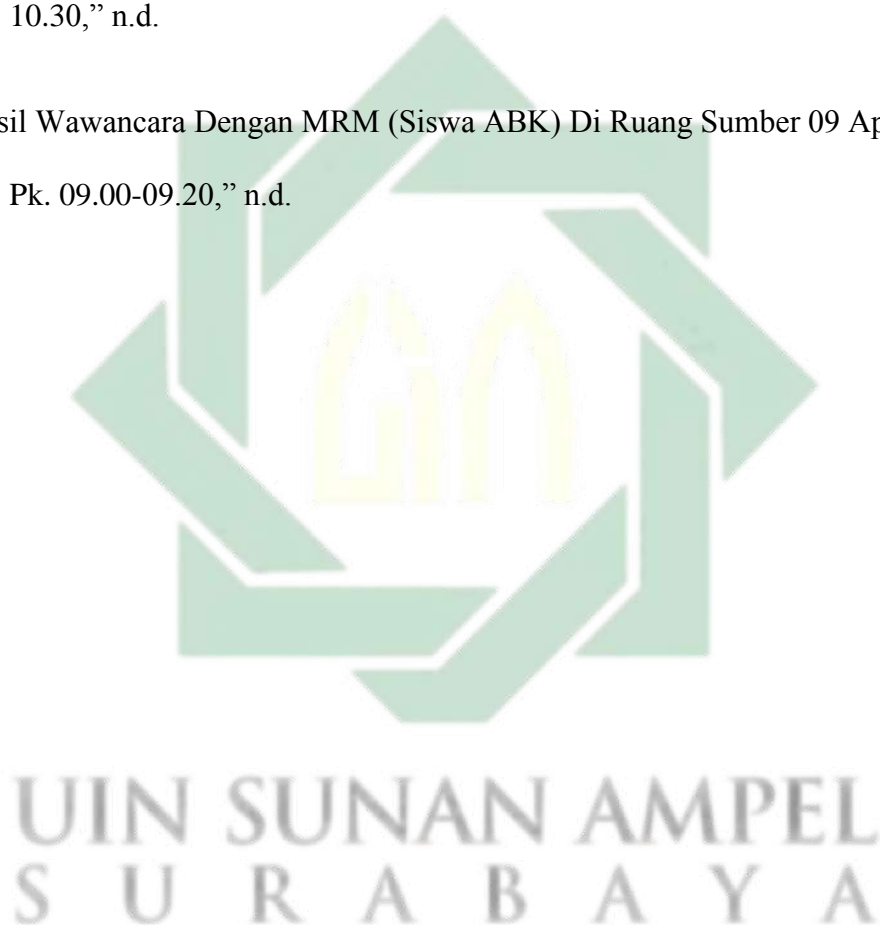 10.30,” n.d.
sil Wawancara Dengan MRM (Siswa ABK) Di Ruang Sumber 09 Ap
Pk. 09.00-09.20,” n.d.
UIN SUNAN AMPEL
S U R A B A Y A